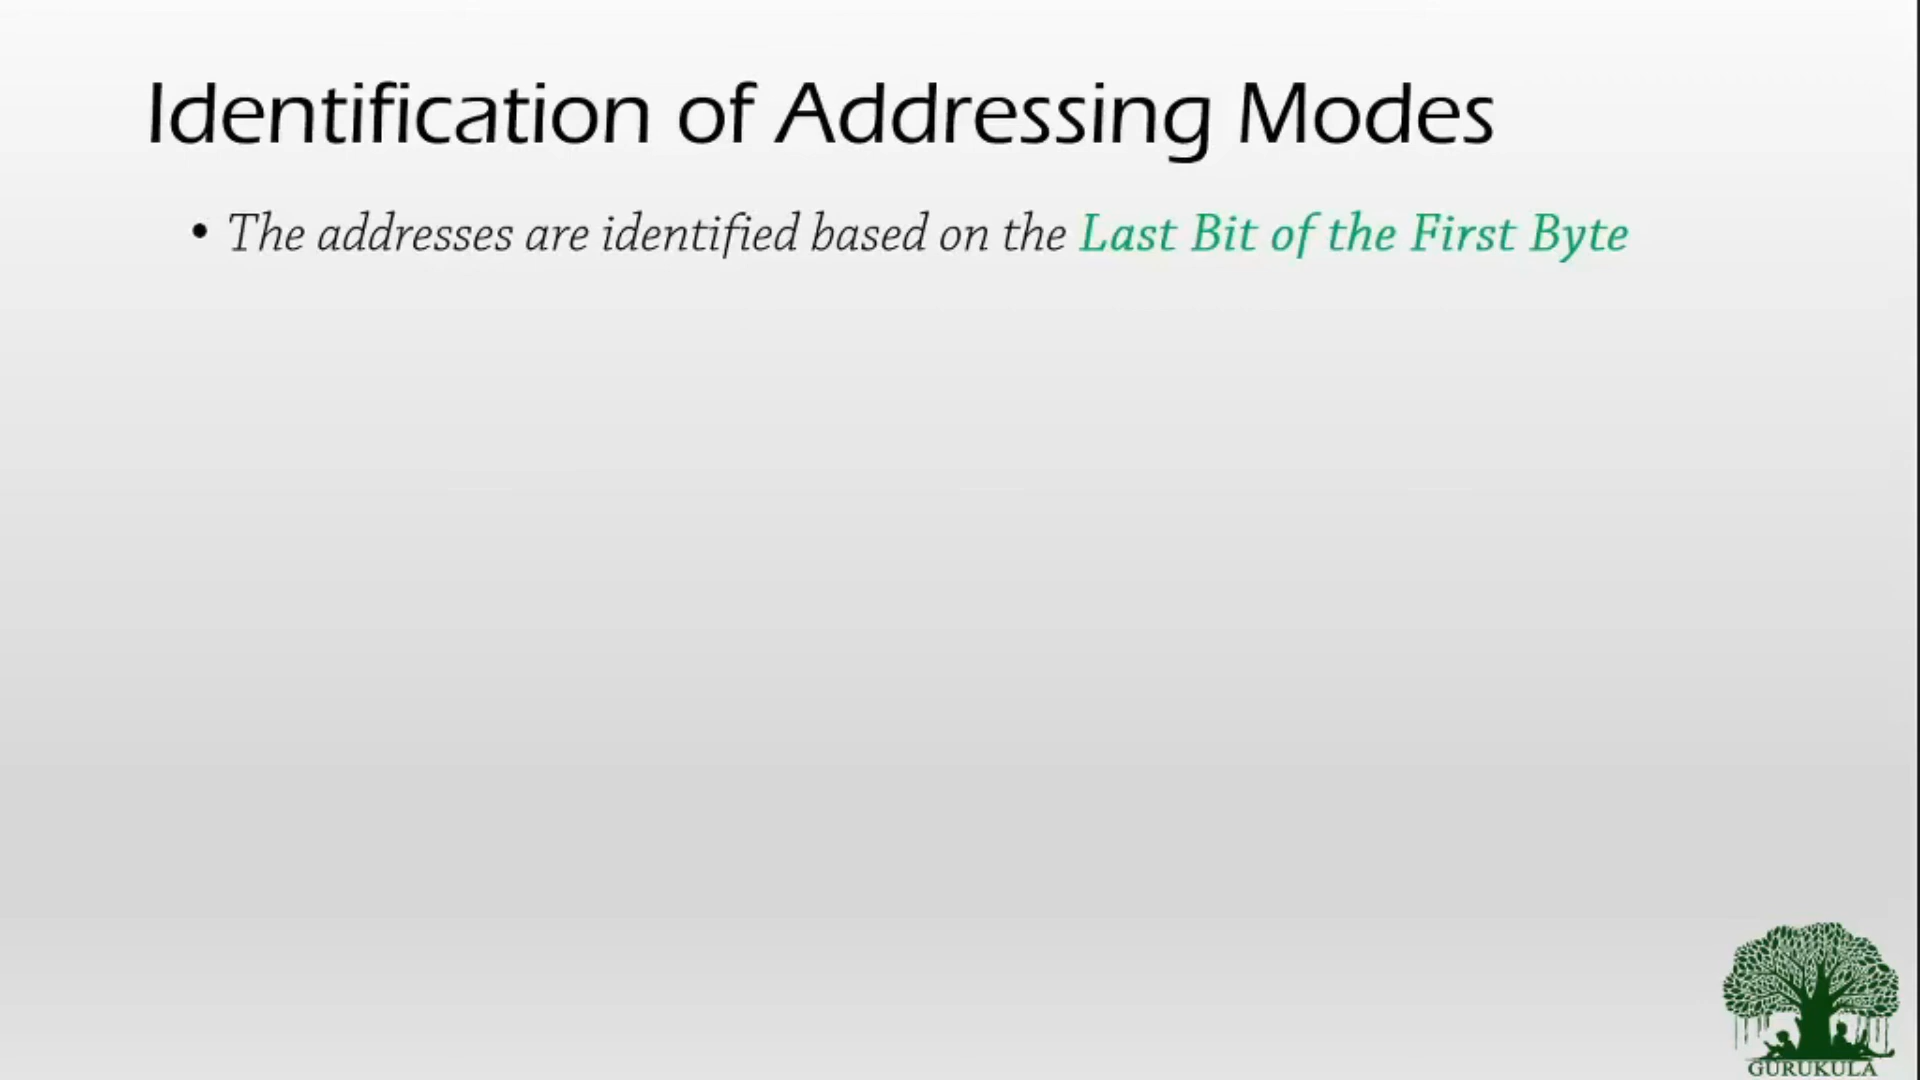 Identification of Addressing Modes
• The addresses are identified based on the Last Bit of the First Byte
GURUKULA